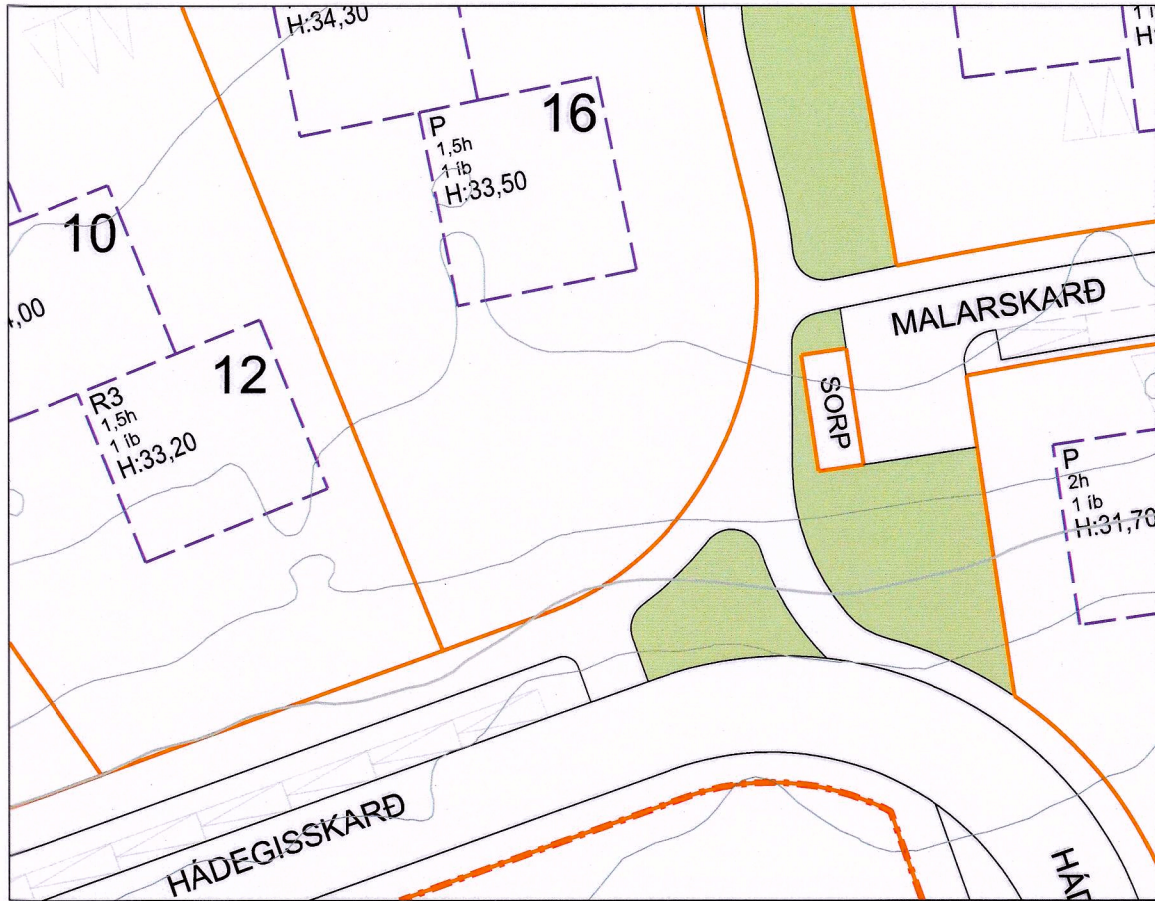 H:34,30
16
P
1,5h
1 íb
H:33,50
10
,00
12
R3
1,5h
1 íb
H:33,20
MALARSKARÐ
SORP
P
2h
1 íb
H:31,70
HÁDEGISSKARÐ